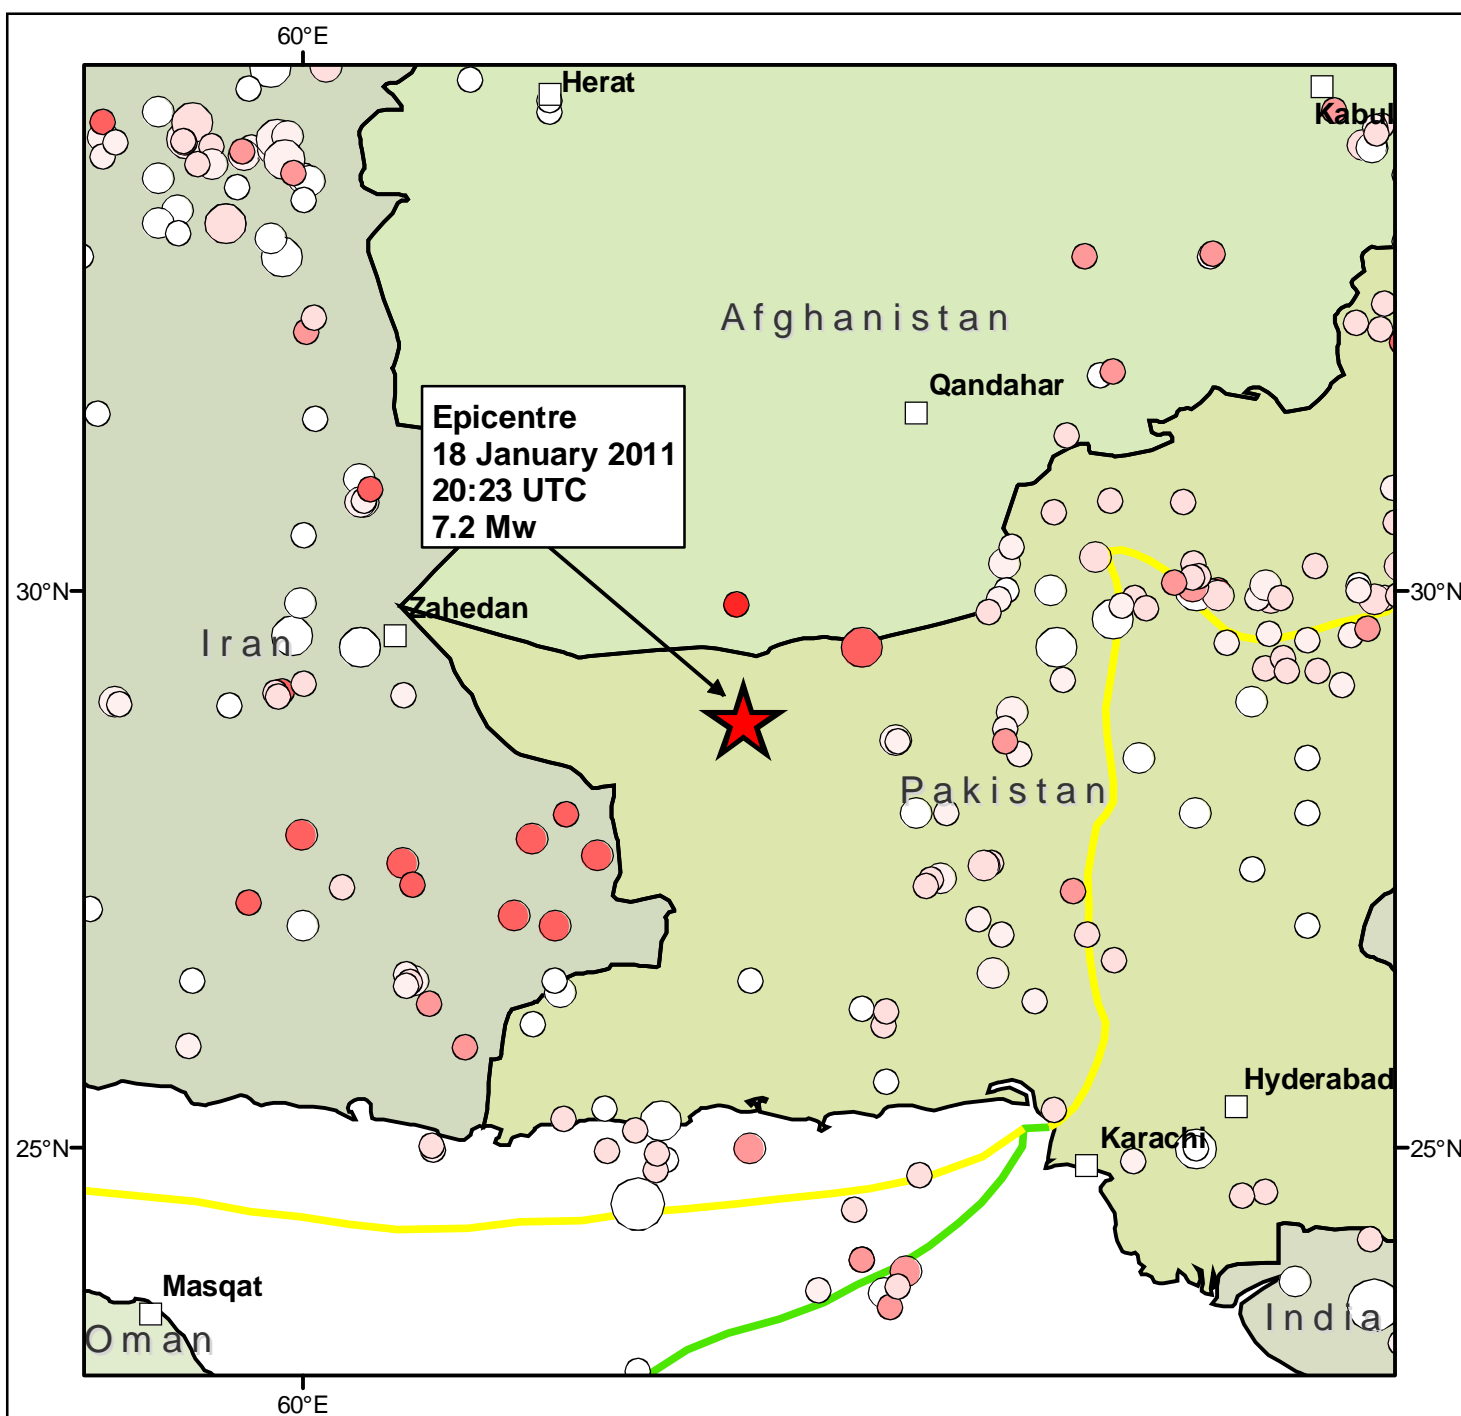 60°E
Herat
Kabul
Afghanistan
Qandahar
Epicentre
18 January 2011
20:23 UTC
7.2 Mw
30°N
30°N
Zahedan
Iran
Pakistan
Hyderabad
25°N
Karachi
25°N
Masqat
Oman
India
60°E